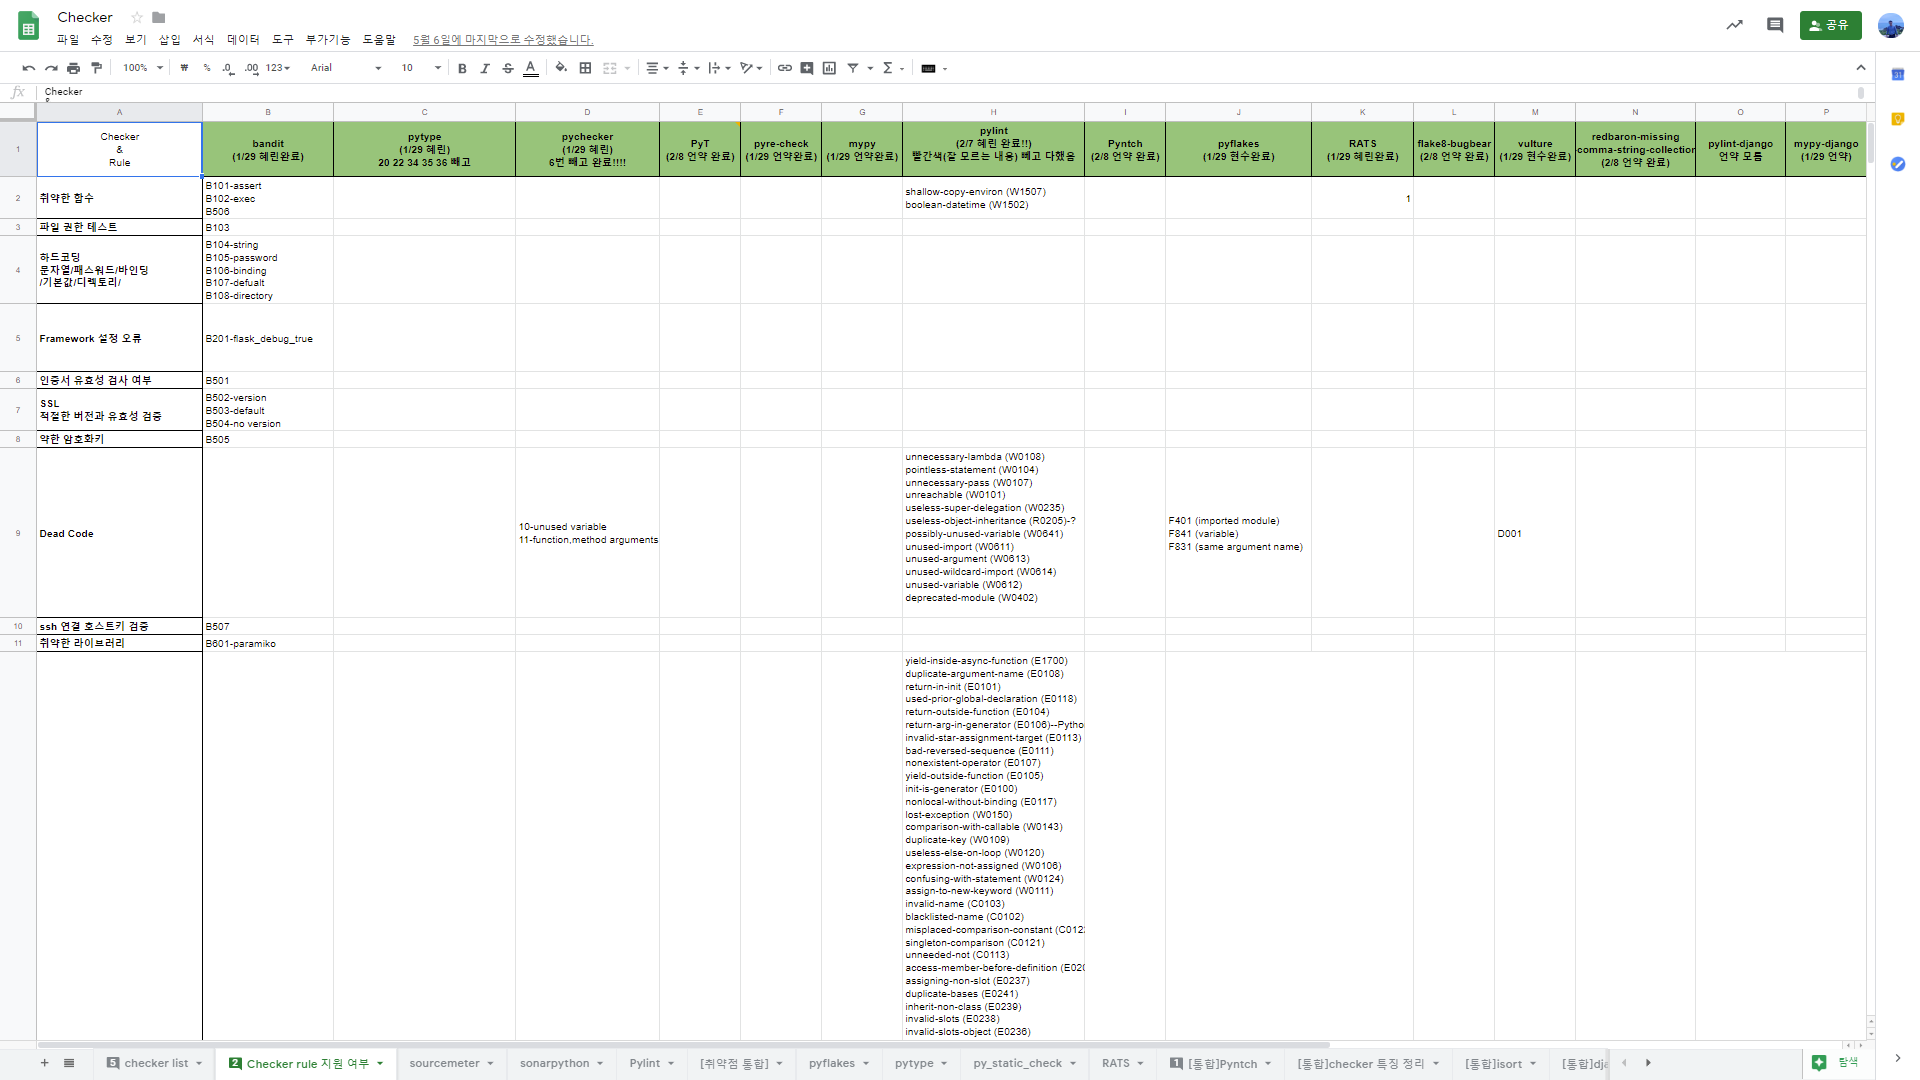 Checker
파일 수정 보기 삽입 서식 데이터 도구 부가기능 도움말 5월 6일에 마지막으로 수정했습니다.
공유
100% ₩ % .0 .00 123 Arial 10 B I S A
fx Checker
A B C D E F G H I J K L M N O P
1
Checker
&
Rule
bandit
(1/29 혜린완료)
pytype
(1/29 혜린)
20 22 34 35 36 빼고
pychecker
(1/29 혜린)
6번 빼고 완료!!!!
PyT
(2/8 언약 완료)
pyre-check
(1/29 언약완료)
mypy
(1/29 언약완료)
pylint
(2/7 혜린 완료!!)
빨간색(잘 모르는 내용) 빼고 다했음
Pyntch
(2/8 언약 완료)
pyflakes
(1/29 현수완료)
RATS
(1/29 혜린완료)
flake8-bugbear
(2/8 언약 완료)
vulture
(1/29 현수완료)
redbaron-missing
comma-string-collection
(2/8 언약 완료)
pylint-django
언약 모름
mypy-django
(1/29 언약)
2
취약한 함수
B101-assert
B102-exec
B506
shallow-copy-environ (W1507)
boolean-datetime (W1502)
1
3
파일 권한 테스트
B103
4
하드코딩
문자열/패스워드/바인딩
/기본값/디렉토리/
B104-string
B105-password
B106-binding
B107-defualt
B108-directory
5
Framework 설정 오류
B201-flask_debug_true
6
인증서 유효성 검사 여부
B501
7
SSL
적절한 버전과 유효성 검증
B502-version
B503-default
B504-no version
8
약한 암호화키
B505
9
Dead Code
10-unused variable
11-function,method arguments
unnecessary-lambda (W0108)
pointless-statement (W0104)
unnecessary-pass (W0107)
unreachable (W0101)
useless-super-delegation (W0235)
useless-object-inheritance (R0205)-?
possibly-unused-variable (W0641)
unused-import (W0611)
unused-argument (W0613)
unused-wildcard-import (W0614)
unused-variable (W0612)
deprecated-module (W0402)
F401 (imported module)
F841 (variable)
F831 (same argument name)
D001
10
ssh 연결 호스트키 검증
B507
11
취약한 라이브러리
B601-paramiko
yield-inside-async-function (E1700)
duplicate-argument-name (E0108)
return-in-init (E0101)
used-prior-global-declaration (E0118)
return-outside-function (E0104)
return-arg-in-generator (E0106)--Pytho
invalid-star-assignment-target (E0113)
bad-reversed-sequence (E0111)
nonexistent-operator (E0107)
yield-outside-function (E0105)
init-is-generator (E0100)
nonlocal-without-binding (E0117)
lost-exception (W0150)
comparison-with-callable (W0143)
duplicate-key (W0109)
useless-else-on-loop (W0120)
expression-not-assigned (W0106)
confusing-with-statement (W0124)
assign-to-new-keyword (W0111)
invalid-name (C0103)
blacklisted-name (C0102)
misplaced-comparison-constant (C012
singleton-comparison (C0121)
unneeded-not (C0113)
access-member-before-definition (E020
assigning-non-slot (E0237)
duplicate-bases (E0241)
inherit-non-class (E0239)
invalid-slots (E0238)
invalid-slots-object (E0236)
5 checker list 2 Checker rule 지원 여부 sourcemeter sonarpython Pylint [취약점 통합] pyflakes pytype py_static_check RATS 1 [통합]Pyntch [통합]checker 특징 정리 [통합]isort [통합]dj 탐색